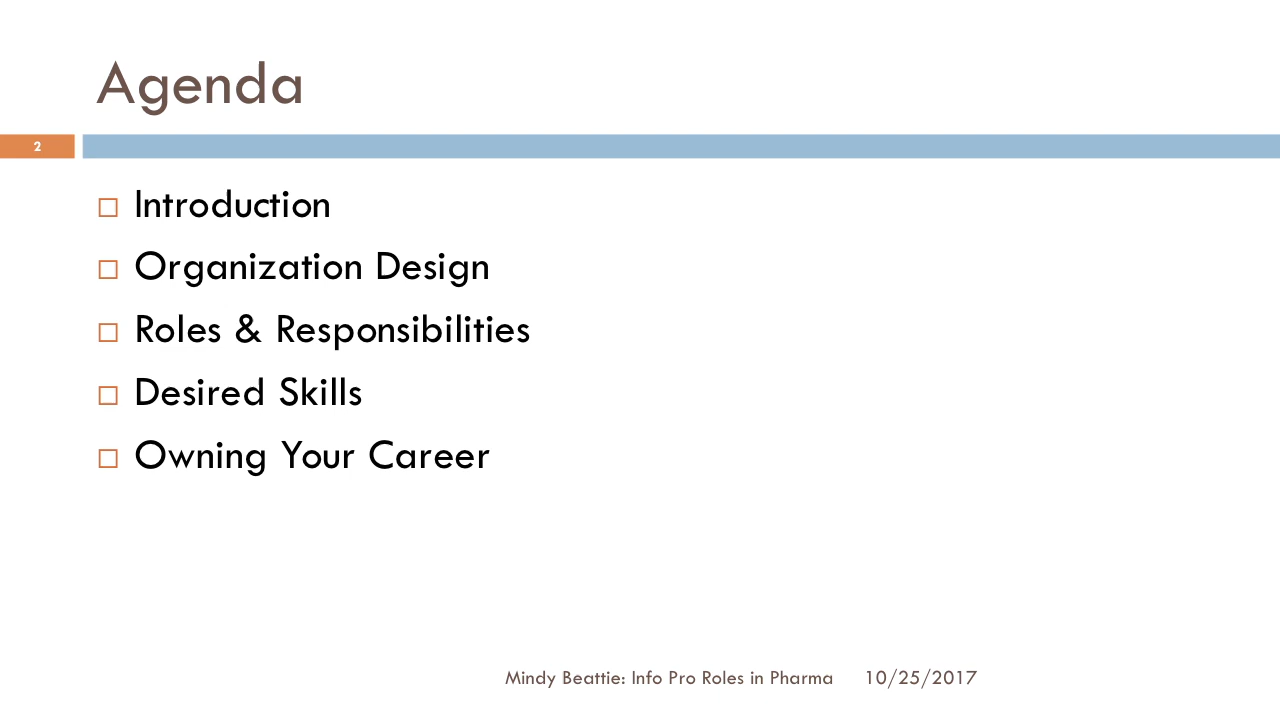 Agenda
2
Introduction
Organization Design
Roles & Responsibilities
Desired Skills
Owning Your Career
Mindy Beattie: Info Pro Roles in Pharma 10/25/2017